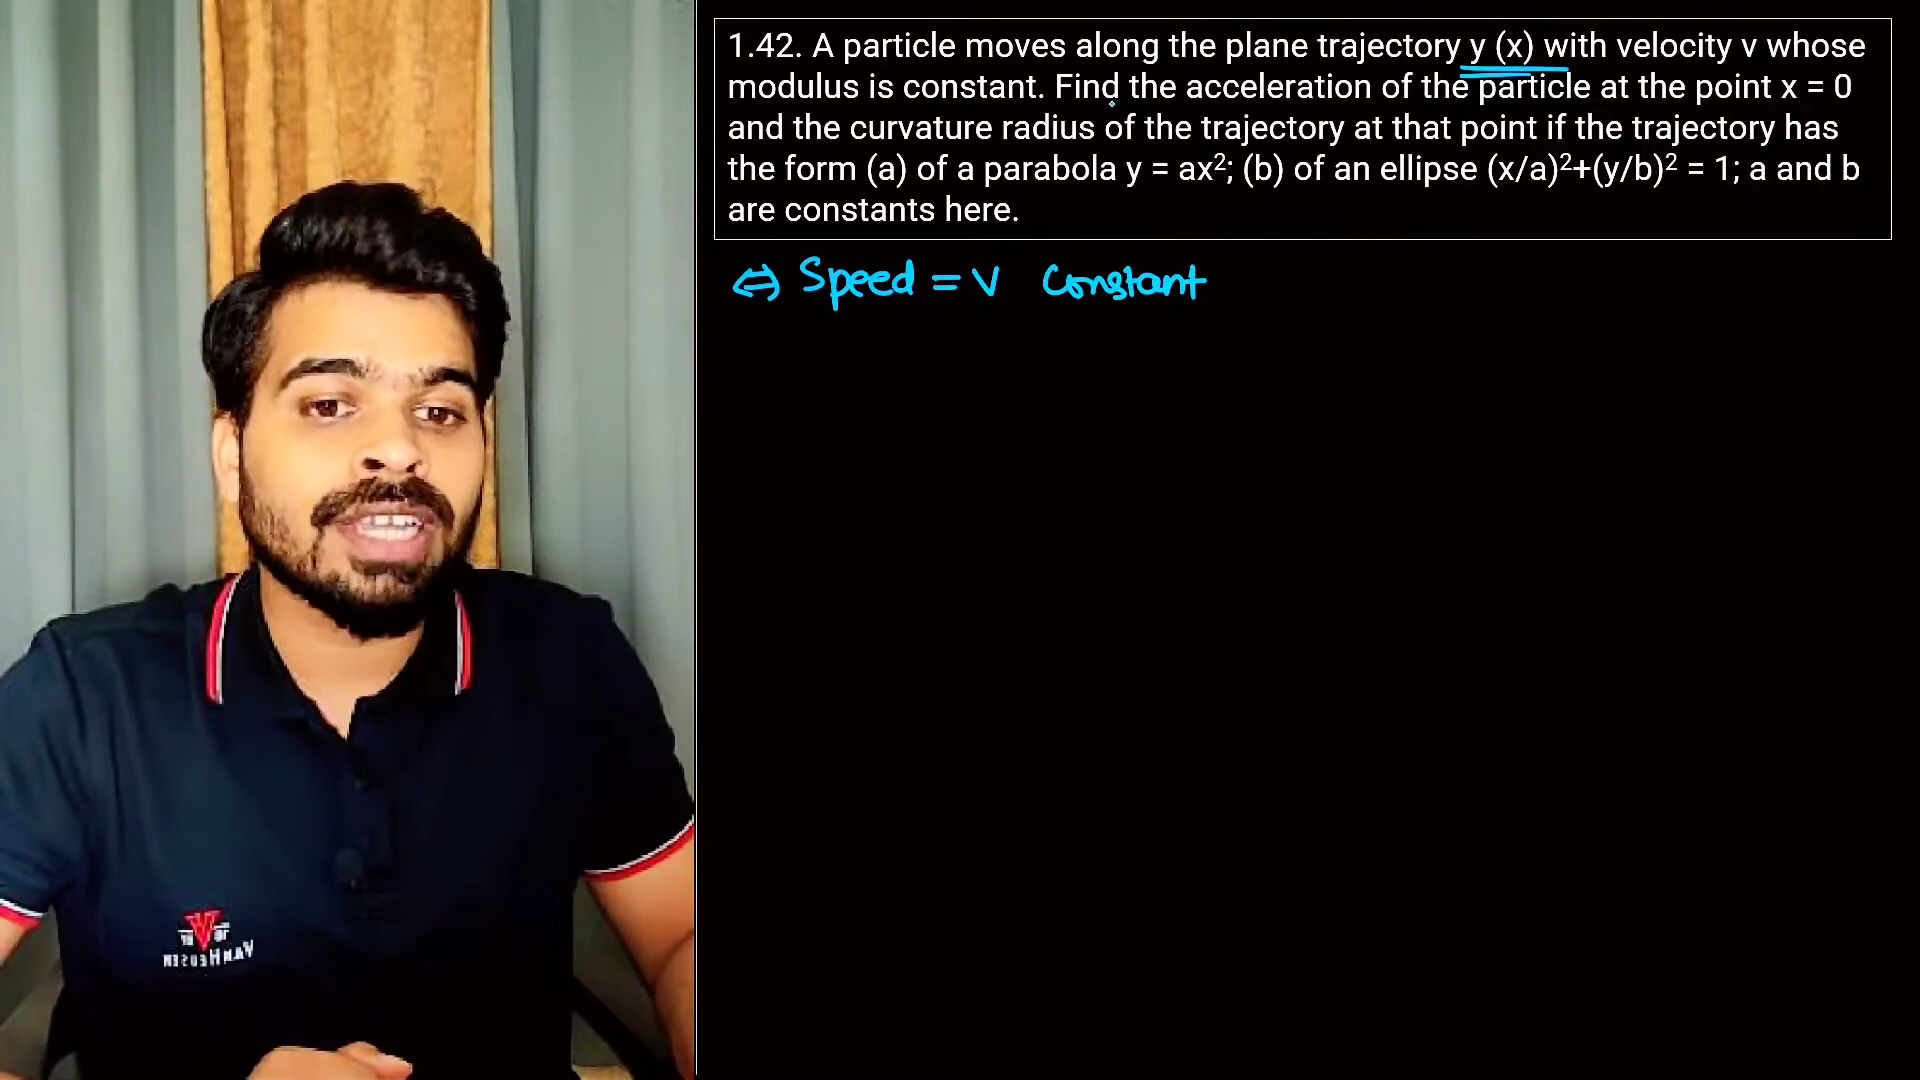 1.42. A particle moves along the plane trajectory y (x) with velocity v whose
modulus is constant. Find the acceleration of the particle at the point x = 0
and the curvature radius of the trajectory at that point if the trajectory has
the form (a) of a parabola y = ax²; (b) of an ellipse (x/a)²+(y/b)² = 1; a and b
are constants here.
⇔ Speed = v Constant
VANHEUSEN